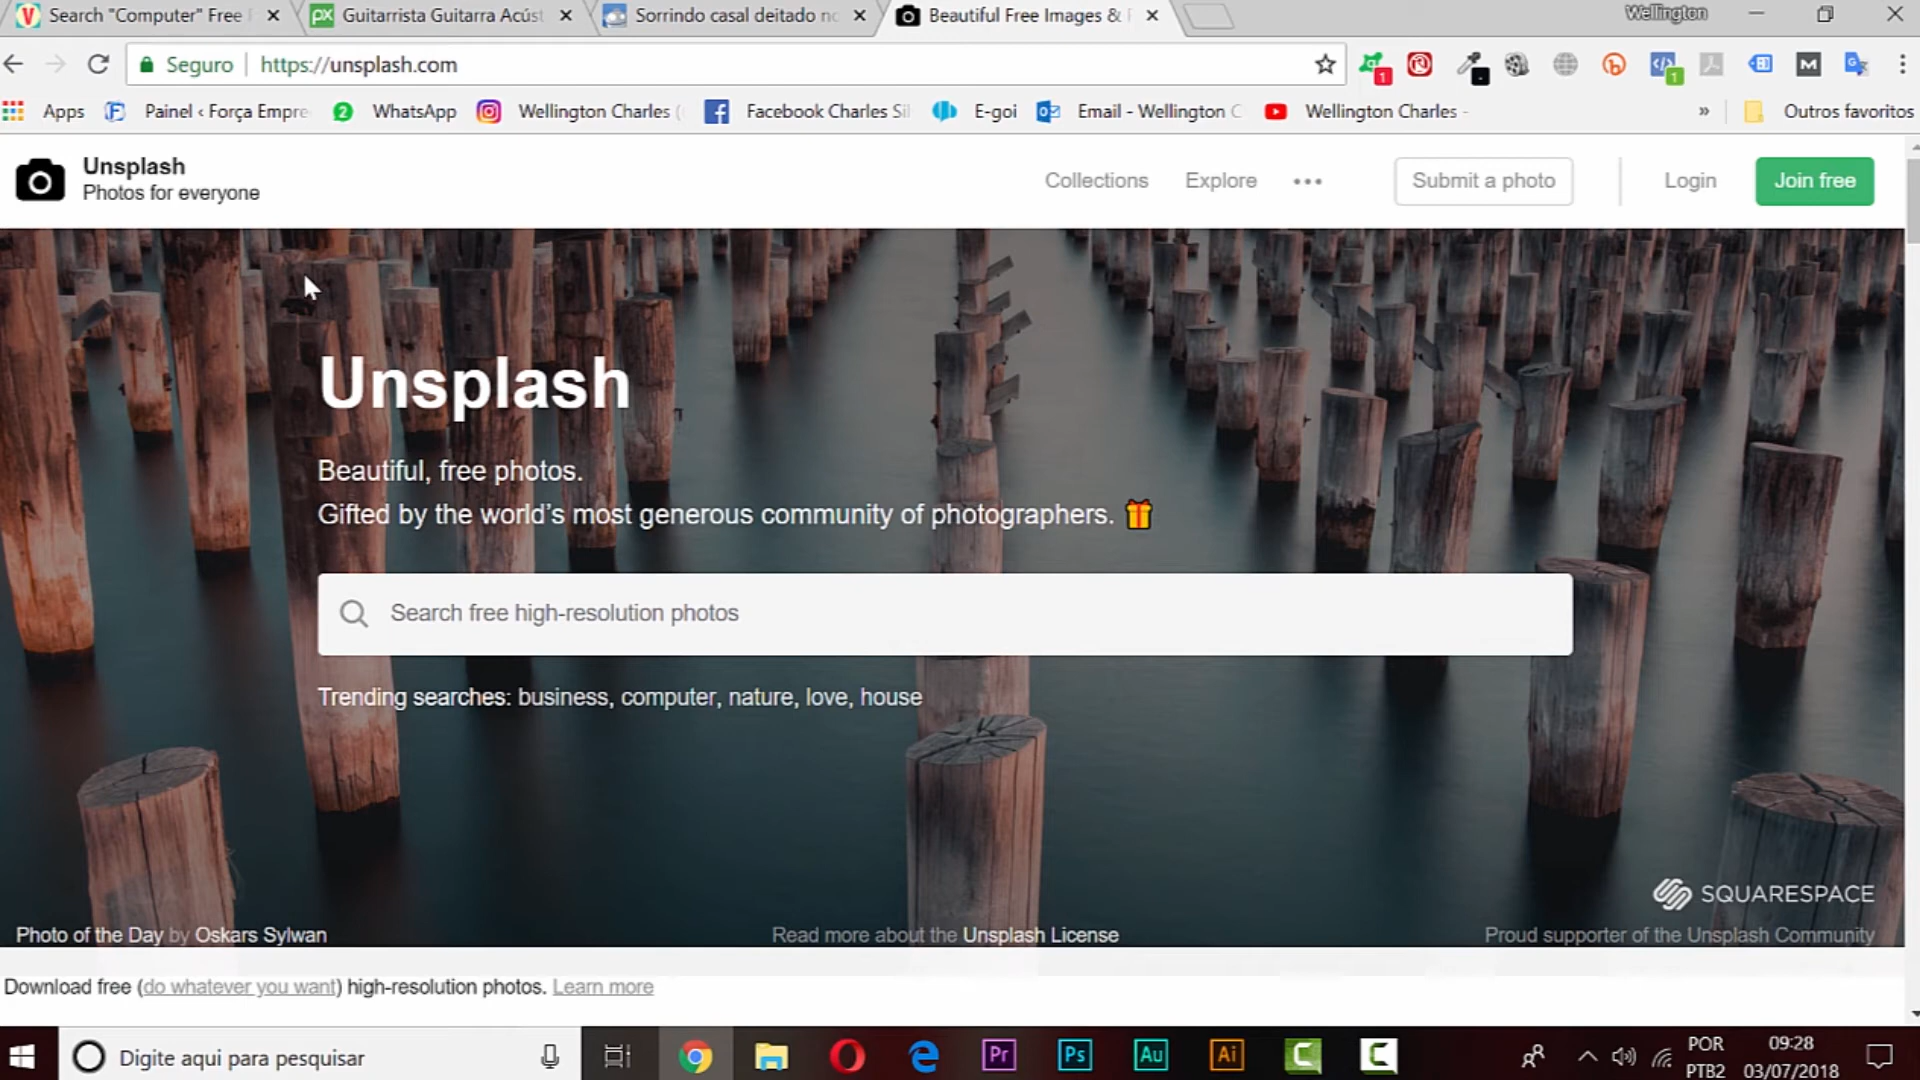 Search "Computer" Free
Guitarrista Guitarra Acúst
Sorrindo casal deitado no
Beautiful Free Images &
Wellington
Seguro
https://unsplash.com
Apps
Painel ‹ Força Empre
WhatsApp
Wellington Charles (
Facebook Charles Sil
E-goi
Email - Wellington C
Wellington Charles -
»
Outros favoritos
Unsplash
Photos for everyone
Collections
Explore
Submit a photo
Login
Join free
Unsplash
Beautiful, free photos.
Gifted by the world’s most generous community of photographers.
Search free high-resolution photos
Trending searches: business, computer, nature, love, house
SQUARESPACE
Photo of the Day by Oskars Sylwan
Read more about the Unsplash License
Proud supporter of the Unsplash Community
Download free (do whatever you want) high-resolution photos. Learn more
Digite aqui para pesquisar
Pr
Ps
Au
Ai
POR
PTB2
09:28
03/07/2018